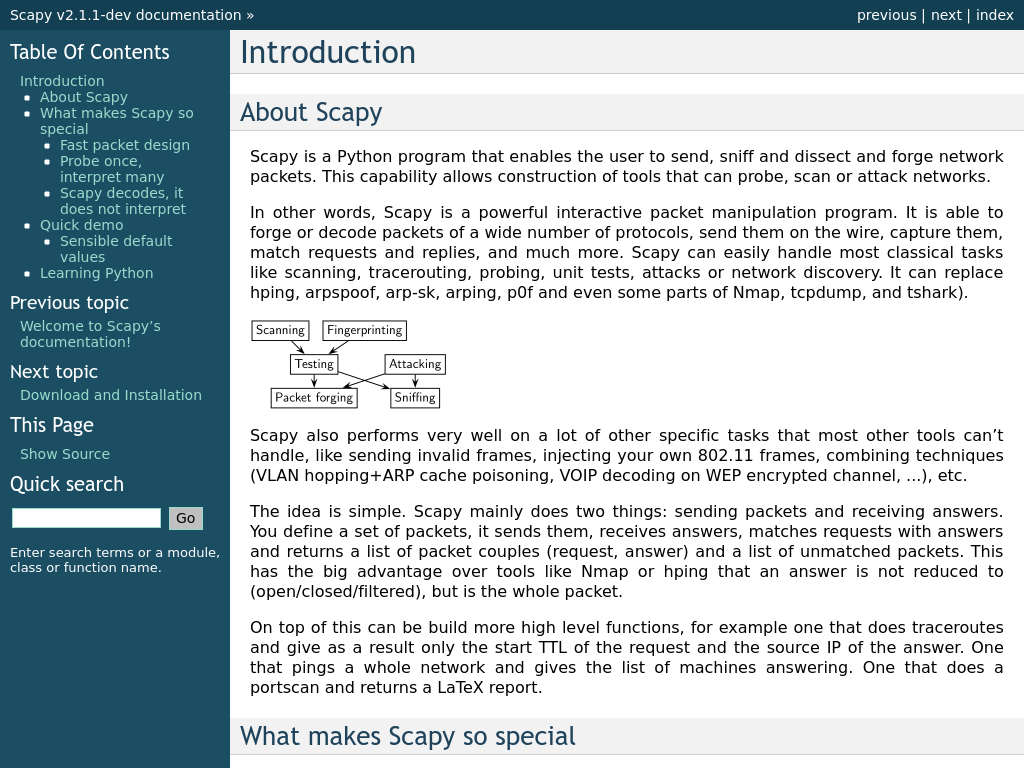 Scapy v2.1.1-dev documentation »
previous | next | index
Table Of Contents
Introduction
About Scapy
What makes Scapy so
special
Fast packet design
Probe once,
interpret many
Scapy decodes, it
does not interpret
Quick demo
Sensible default
values
Learning Python
Previous topic
Welcome to Scapy’s
documentation!
Next topic
Download and Installation
This Page
Show Source
Quick search
Go
Enter search terms or a module,
class or function name.
Introduction
About Scapy
Scapy is a Python program that enables the user to send, sniff and dissect and forge network
packets. This capability allows construction of tools that can probe, scan or attack networks.
In other words, Scapy is a powerful interactive packet manipulation program. It is able to
forge or decode packets of a wide number of protocols, send them on the wire, capture them,
match requests and replies, and much more. Scapy can easily handle most classical tasks
like scanning, tracerouting, probing, unit tests, attacks or network discovery. It can replace
hping, arpspoof, arp-sk, arping, p0f and even some parts of Nmap, tcpdump, and tshark).
Scanning Fingerprinting
Testing Attacking
Packet forging Sniffing
Scapy also performs very well on a lot of other specific tasks that most other tools can’t
handle, like sending invalid frames, injecting your own 802.11 frames, combining techniques
(VLAN hopping+ARP cache poisoning, VOIP decoding on WEP encrypted channel, ...), etc.
The idea is simple. Scapy mainly does two things: sending packets and receiving answers.
You define a set of packets, it sends them, receives answers, matches requests with answers
and returns a list of packet couples (request, answer) and a list of unmatched packets. This
has the big advantage over tools like Nmap or hping that an answer is not reduced to
(open/closed/filtered), but is the whole packet.
On top of this can be build more high level functions, for example one that does traceroutes
and give as a result only the start TTL of the request and the source IP of the answer. One
that pings a whole network and gives the list of machines answering. One that does a
portscan and returns a LaTeX report.
What makes Scapy so special